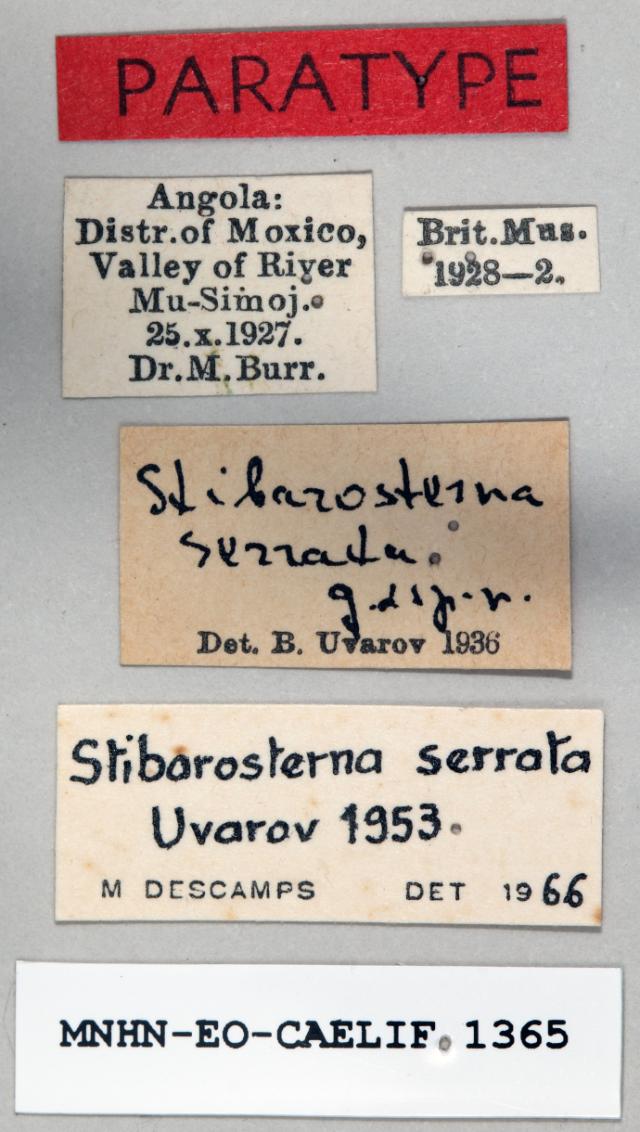 PARATYPE
Angola:
Distr.of Moxico,
Valley of River
Mu-Simoj.
25.x.1927.
Dr.M.Burr.
Brit.Mus.
1928—2.
Stibarosterna
serrata.
g. & sp. n.
Det. B. Uvarov 1936
Stibarosterna serrata
Uvarov 1953.
M DESCAMPS DET 1966
MNHN-EO-CAELIF 1365